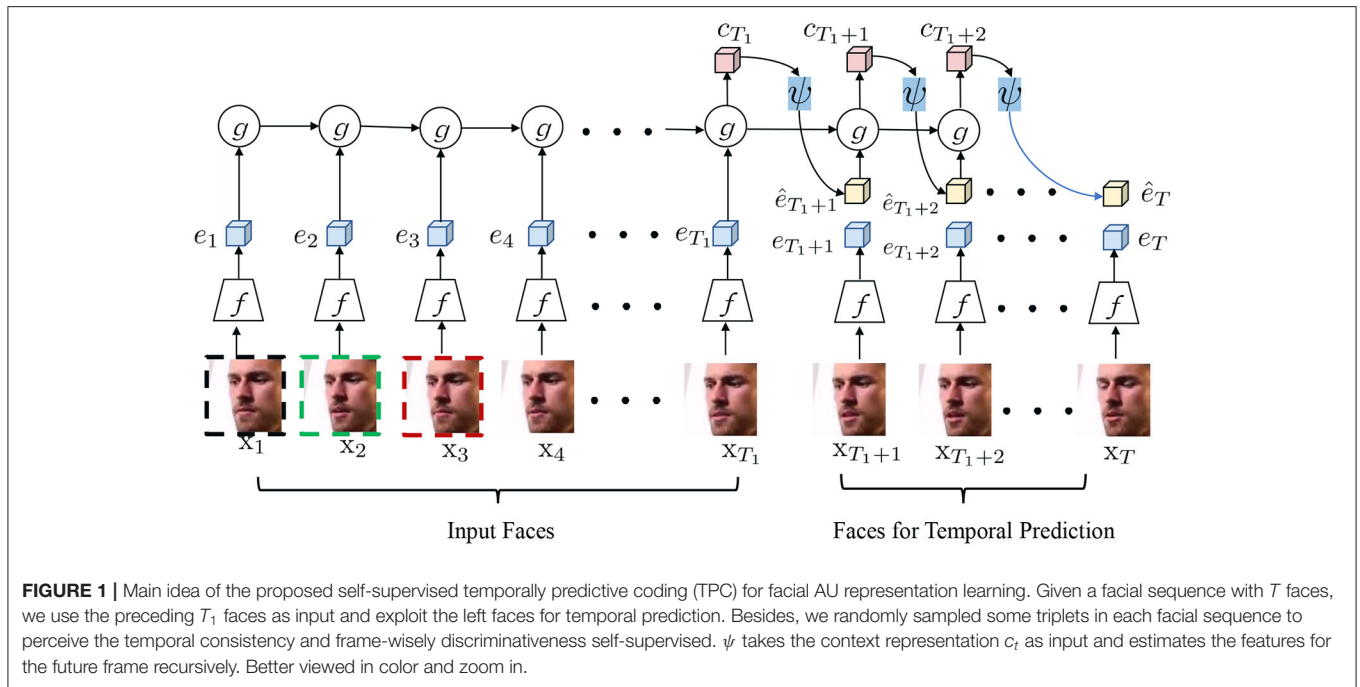 c_{T_1} c_{T_1+1} c_{T_1+2}
ψ ψ ψ
g g g g g g g
ê_{T_1+1} ê_{T_1+2} ê_T
e_1 e_2 e_3 e_4 e_{T_1} e_{T_1+1} e_{T_1+2} e_T
f f f f f f f f
x_1 x_2 x_3 x_4 x_{T_1} x_{T_1+1} x_{T_1+2} x_T
Input Faces Faces for Temporal Prediction
FIGURE 1 | Main idea of the proposed self-supervised temporally predictive coding (TPC) for facial AU representation learning. Given a facial sequence with T faces,
we use the preceding T_1 faces as input and exploit the left faces for temporal prediction. Besides, we randomly sampled some triplets in each facial sequence to
perceive the temporal consistency and frame-wisely discriminativeness self-supervised. ψ takes the context representation c_t as input and estimates the features for
the future frame recursively. Better viewed in color and zoom in.